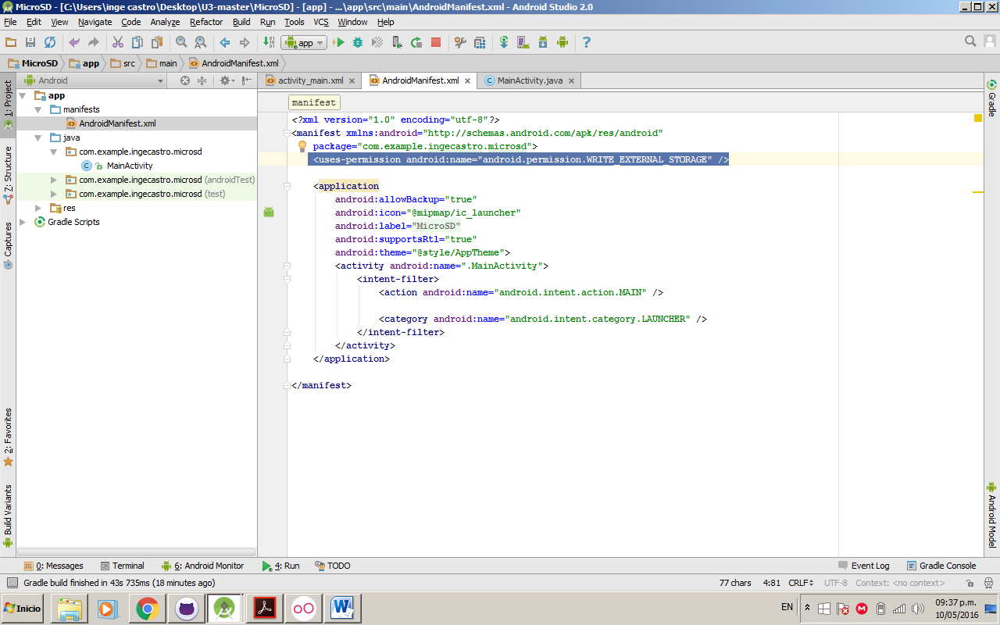 MicroSD - [C:\Users\inge castro\Desktop\U3-master\MicroSD] - [app] - ...\app\src\main\AndroidManifest.xml - Android Studio 2.0
File Edit View Navigate Code Analyze Refactor Build Run Tools VCS Window Help
app
MicroSD app src main AndroidManifest.xml
1: Project
7: Structure
Captures
2: Favorites
Build Variants
Android
app
manifests
AndroidManifest.xml
java
com.example.ingecastro.microsd
MainActivity
com.example.ingecastro.microsd (androidTest)
com.example.ingecastro.microsd (test)
res
Gradle Scripts
activity_main.xml AndroidManifest.xml MainActivity.java
manifest
<?xml version="1.0" encoding="utf-8"?>
<manifest xmlns:android="http://schemas.android.com/apk/res/android"
package="com.example.ingecastro.microsd">
<uses-permission android:name="android.permission.WRITE_EXTERNAL_STORAGE" />
<application
android:allowBackup="true"
android:icon="@mipmap/ic_launcher"
android:label="MicroSD"
android:supportsRtl="true"
android:theme="@style/AppTheme">
<activity android:name=".MainActivity">
<intent-filter>
<action android:name="android.intent.action.MAIN" />
<category android:name="android.intent.category.LAUNCHER" />
</intent-filter>
</activity>
</application>
</manifest>
Gradle
Android Model
0: Messages Terminal 6: Android Monitor 4: Run TODO Event Log Gradle Console
Gradle build finished in 43s 735ms (18 minutes ago) 77 chars 4:81 CRLF UTF-8 Context: <no context>
Inicio EN 09:37 p.m.
10/05/2016